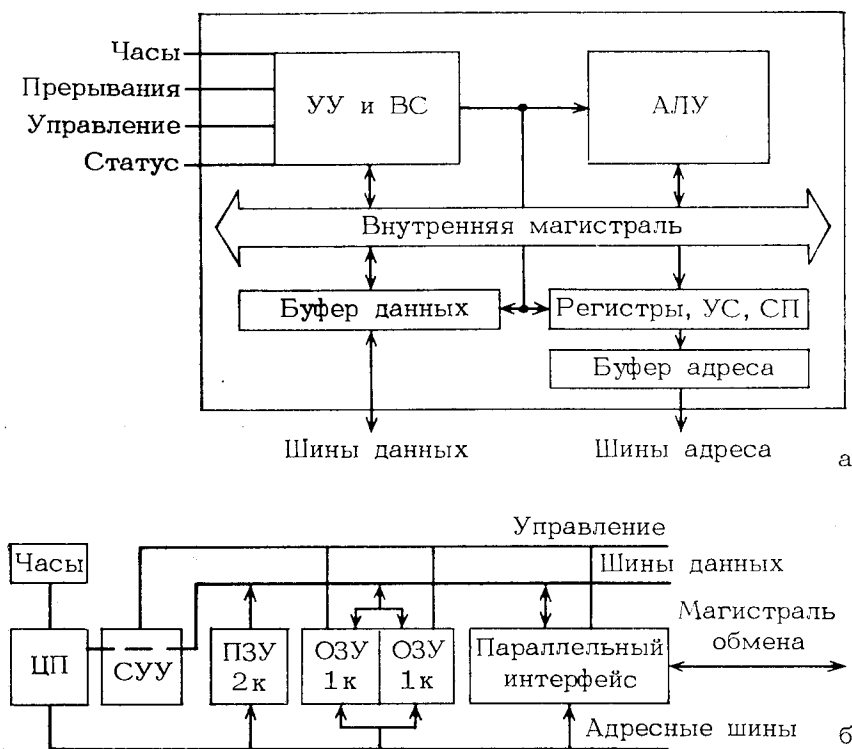 Часы
Прерывания
Управление
Статус
УУ и ВС
АЛУ
Внутренняя магистраль
Буфер данных
Регистры, УС, СП
Буфер адреса
Шины данных
Шины адреса
а
Управление
Шины данных
Часы
Магистраль
обмена
ЦП
СУУ
ПЗУ
2к
ОЗУ
1к
ОЗУ
1к
Параллельный
интерфейс
Адресные шины
б